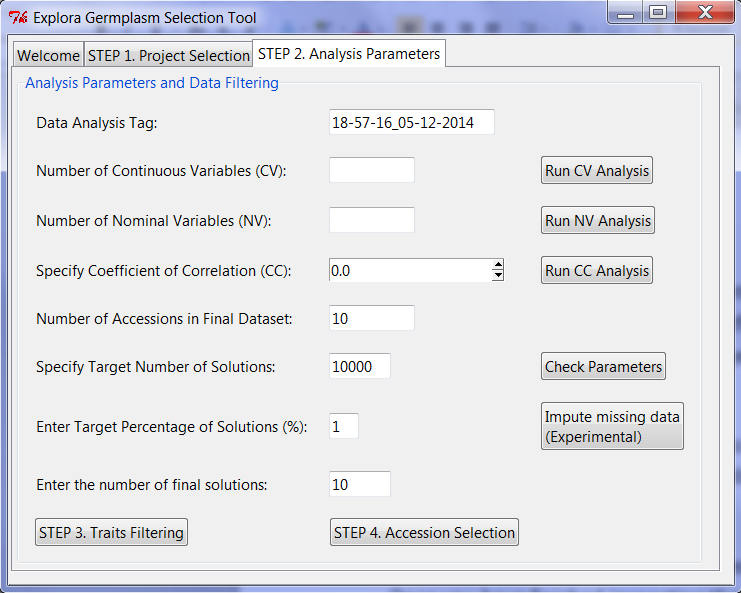 Explora Germplasm Selection Tool
Welcome STEP 1. Project Selection STEP 2. Analysis Parameters
Analysis Parameters and Data Filtering
Data Analysis Tag: 18-57-16_05-12-2014
Number of Continuous Variables (CV): Run CV Analysis
Number of Nominal Variables (NV): Run NV Analysis
Specify Coefficient of Correlation (CC): 0.0 Run CC Analysis
Number of Accessions in Final Dataset: 10
Specify Target Number of Solutions: 10000 Check Parameters
Enter Target Percentage of Solutions (%): 1 Impute missing data
(Experimental)
Enter the number of final solutions: 10
STEP 3. Traits Filtering STEP 4. Accession Selection